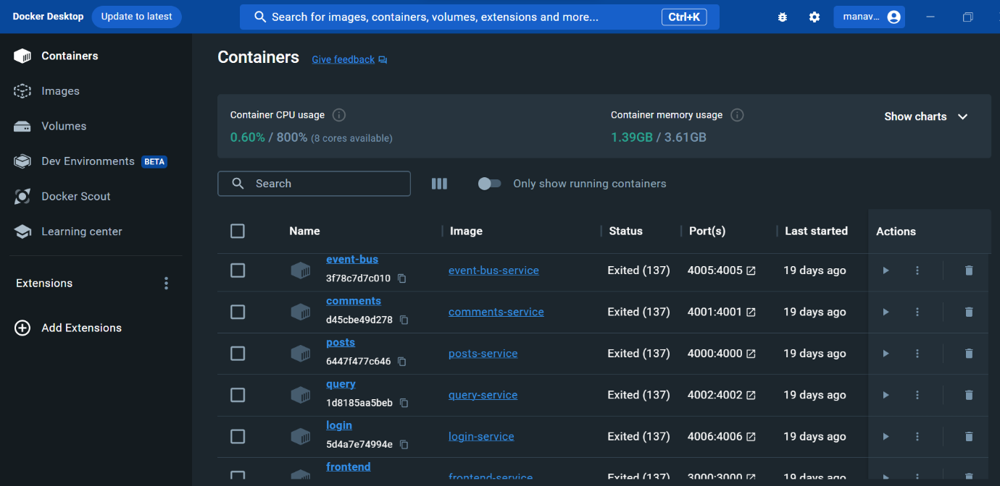 Docker Desktop Update to latest Search for images, containers, volumes, extensions and more... Ctrl+K manav...
Containers
Images
Volumes
Dev Environments BETA
Docker Scout
Learning center
Extensions
Add Extensions
Containers Give feedback
Container CPU usage
0.60% / 800% (8 cores available)
Container memory usage
1.39GB / 3.61GB
Show charts
Search Only show running containers
Name Image Status Port(s) Last started Actions
event-bus
3f78c7d7c010 event-bus-service Exited (137) 4005:4005 19 days ago
comments
d45cbe49d278 comments-service Exited (137) 4001:4001 19 days ago
posts
6447f477c646 posts-service Exited (137) 4000:4000 19 days ago
query
1d8185aa5beb query-service Exited (137) 4002:4002 19 days ago
login
5d4a7e74994e login-service Exited (137) 4006:4006 19 days ago
frontend
frontend-service Exited (137) 3000:3000 19 days ago